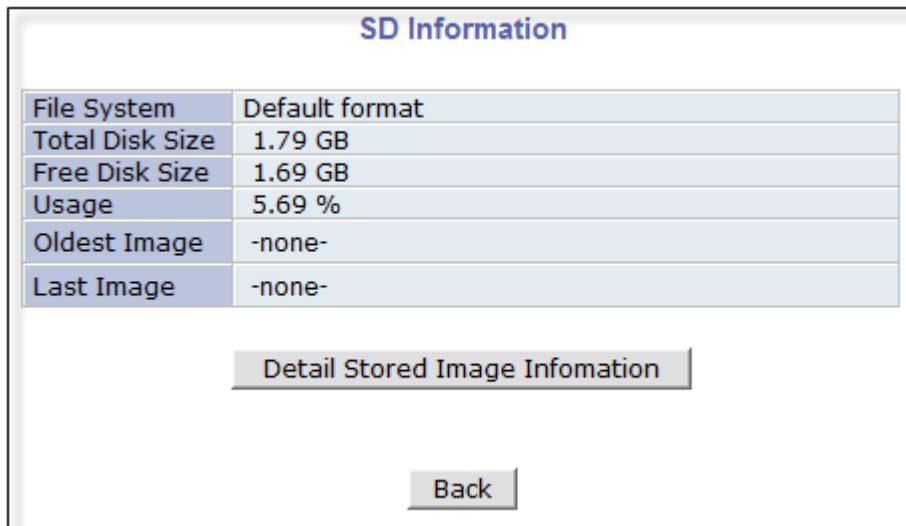 SD Information
File System Default format
Total Disk Size 1.79 GB
Free Disk Size 1.69 GB
Usage 5.69 %
Oldest Image -none-
Last Image -none-
Detail Stored Image Infomation
Back